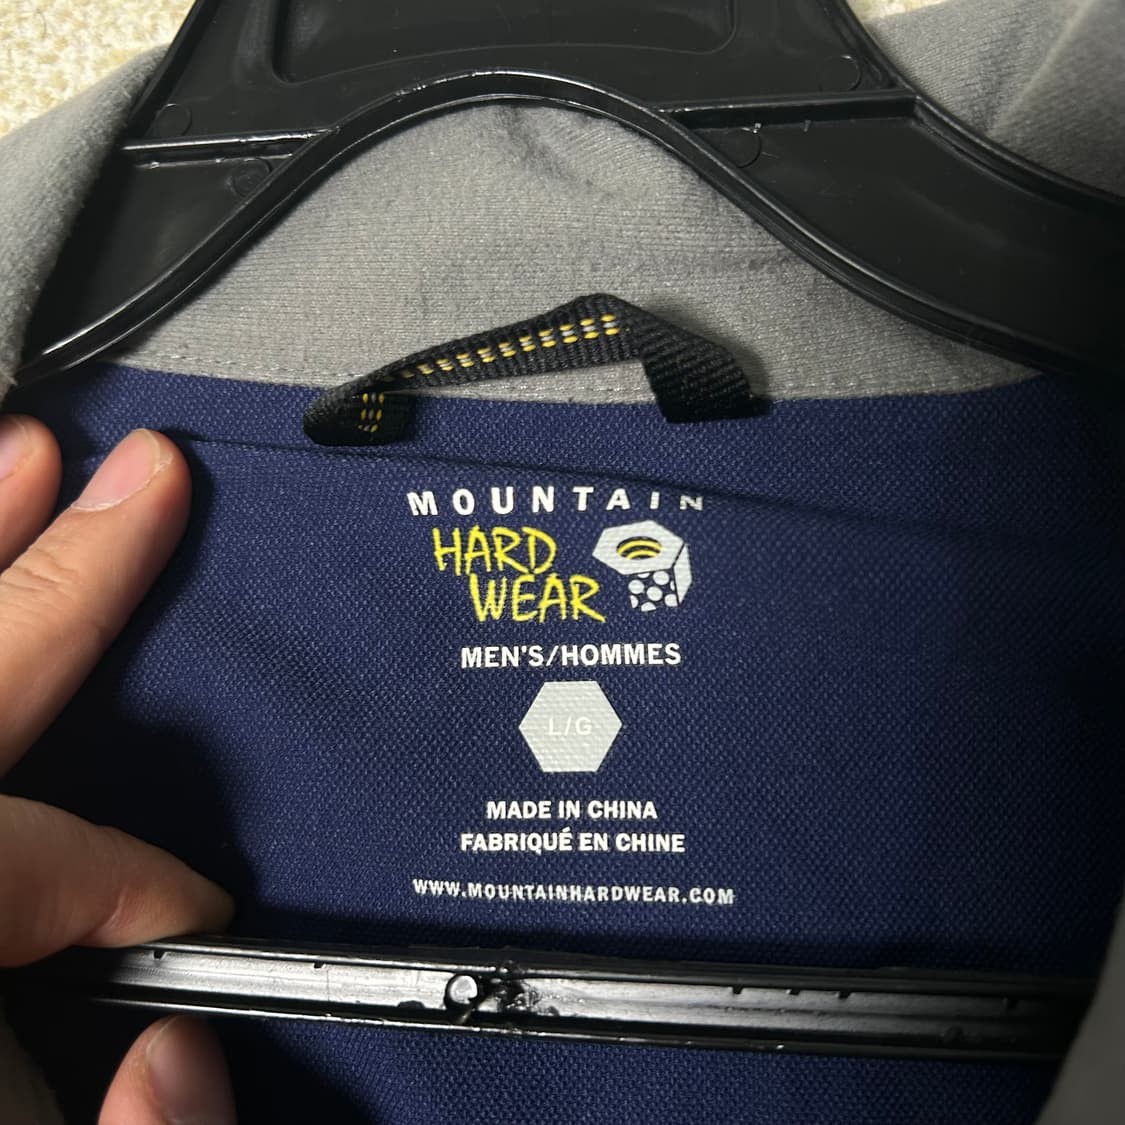 MOUNTAIN
HARD
WEAR
MEN'S/HOMMES
L/G
MADE IN CHINA
FABRIQUÉ EN CHINE
WWW.MOUNTAINHARDWEAR.COM